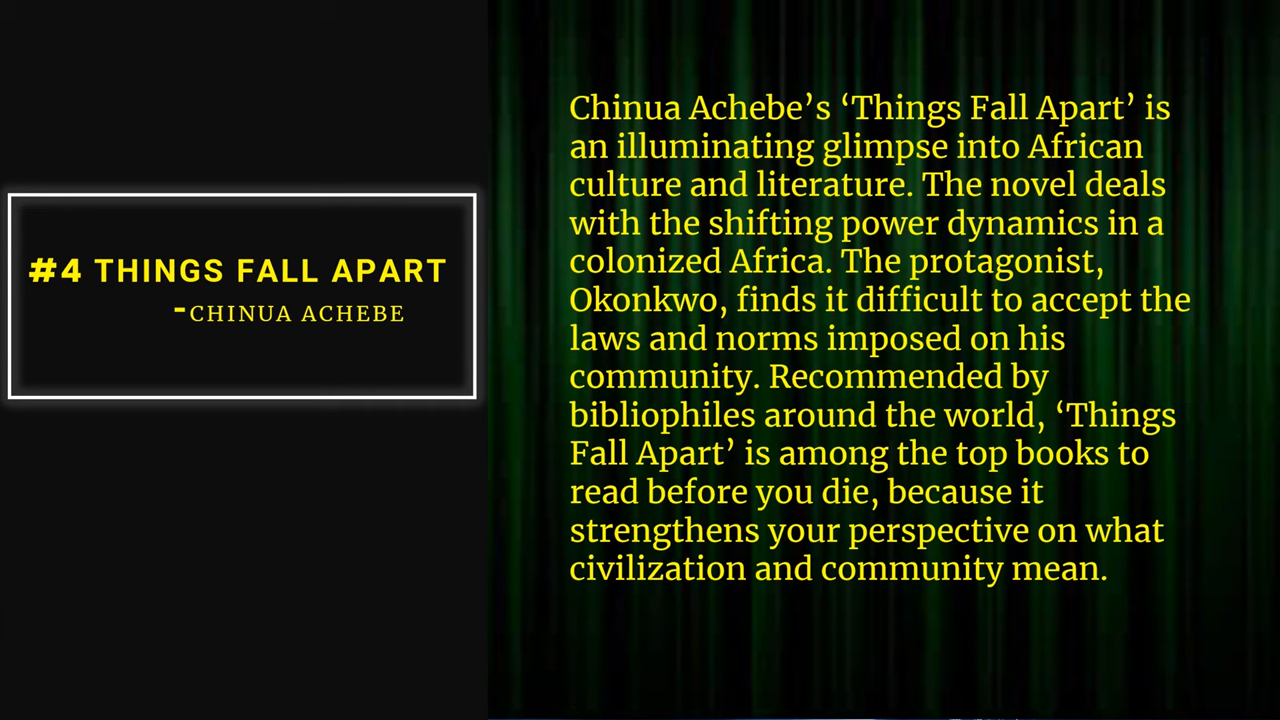 #4 THINGS FALL APART
-CHINUA ACHEBE
Chinua Achebe’s ‘Things Fall Apart’ is
an illuminating glimpse into African
culture and literature. The novel deals
with the shifting power dynamics in a
colonized Africa. The protagonist,
Okonkwo, finds it difficult to accept the
laws and norms imposed on his
community. Recommended by
bibliophiles around the world, ‘Things
Fall Apart’ is among the top books to
read before you die, because it
strengthens your perspective on what
civilization and community mean.